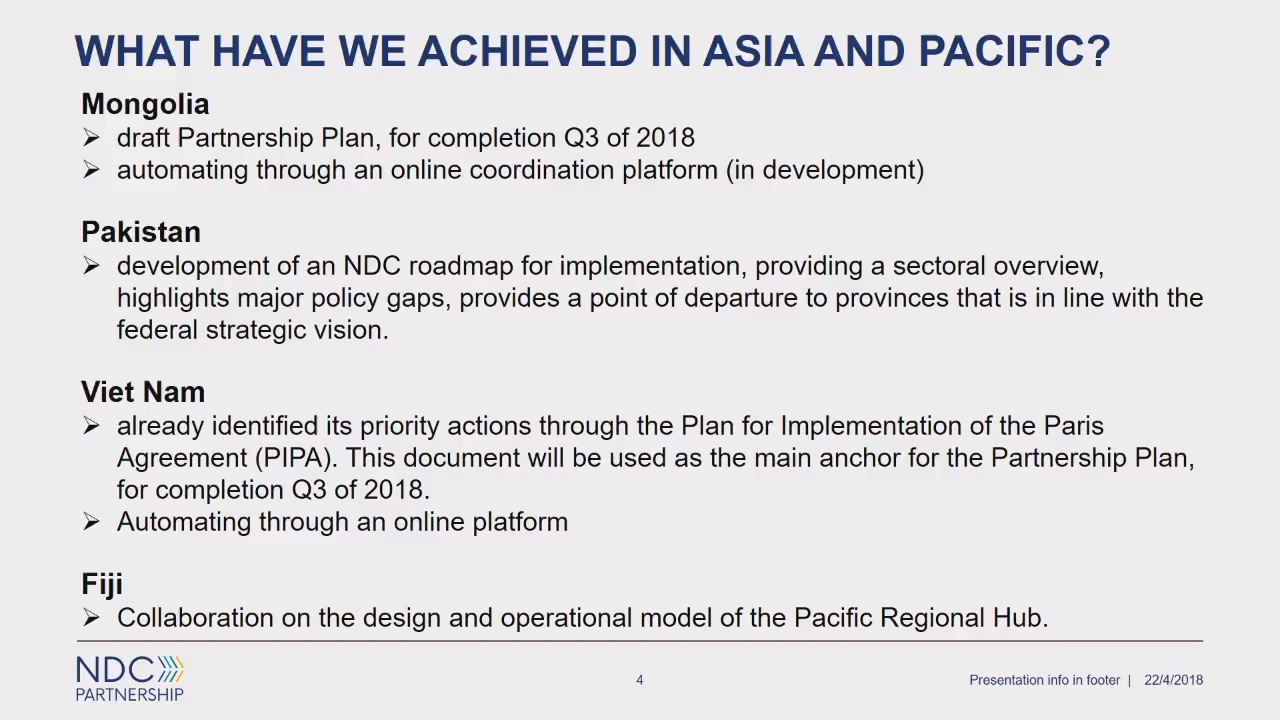 WHAT HAVE WE ACHIEVED IN ASIA AND PACIFIC?
Mongolia
➢ draft Partnership Plan, for completion Q3 of 2018
➢ automating through an online coordination platform (in development)
Pakistan
➢ development of an NDC roadmap for implementation, providing a sectoral overview,
highlights major policy gaps, provides a point of departure to provinces that is in line with the
federal strategic vision.
Viet Nam
➢ already identified its priority actions through the Plan for Implementation of the Paris
Agreement (PIPA). This document will be used as the main anchor for the Partnership Plan,
for completion Q3 of 2018.
➢ Automating through an online platform
Fiji
➢ Collaboration on the design and operational model of the Pacific Regional Hub.
NDC
PARTNERSHIP
4
Presentation info in footer | 22/4/2018